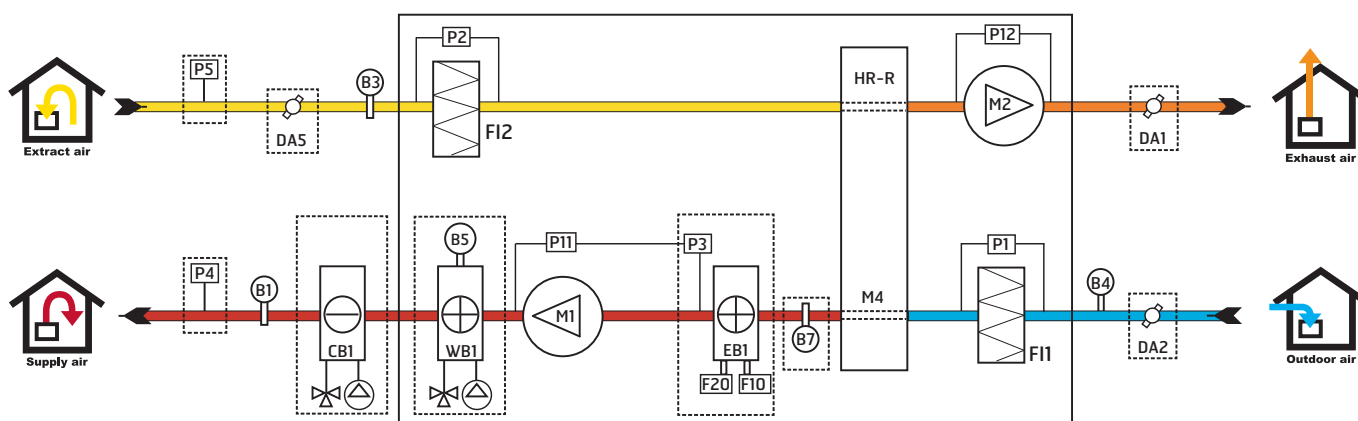 P2
P12
P5
B3
HR-R
M2
FI2
DA5
DA1
Extract air
Exhaust air
B5
P11
P3
P1
P4
B1
B4
M4
M1
B7
CB1
WB1
EB1
FI1
DA2
Supply air
Outdoor air
F20
F10